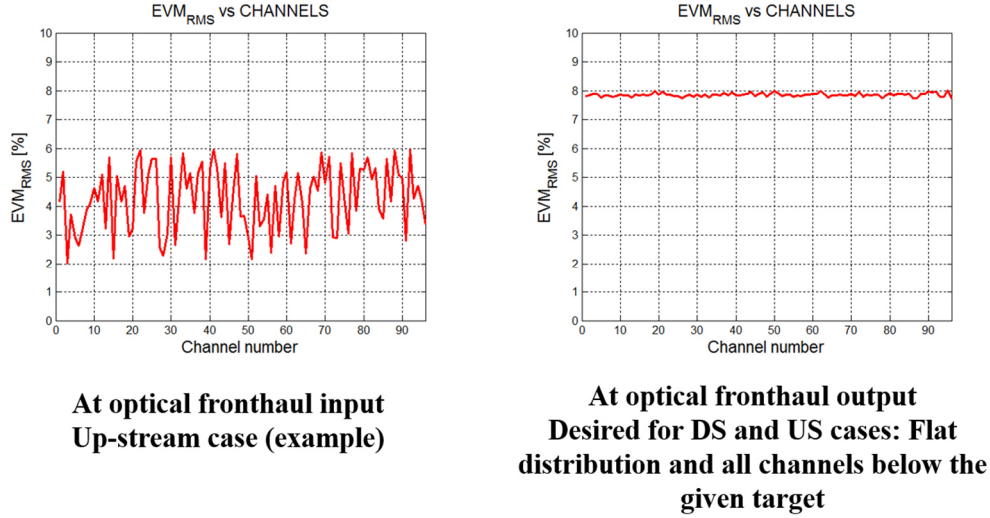 EVM_RMS vs CHANNELS
10
9
8
7
6
5
4
3
2
1
0
EVM_RMS [%]
0 10 20 30 40 50 60 70 80 90
Channel number
At optical fronthaul input
Up-stream case (example)
EVM_RMS vs CHANNELS
10
9
8
7
6
5
4
3
2
1
0
EVM_RMS [%]
0 10 20 30 40 50 60 70 80 90
Channel number
At optical fronthaul output
Desired for DS and US cases: Flat
distribution and all channels below the
given target